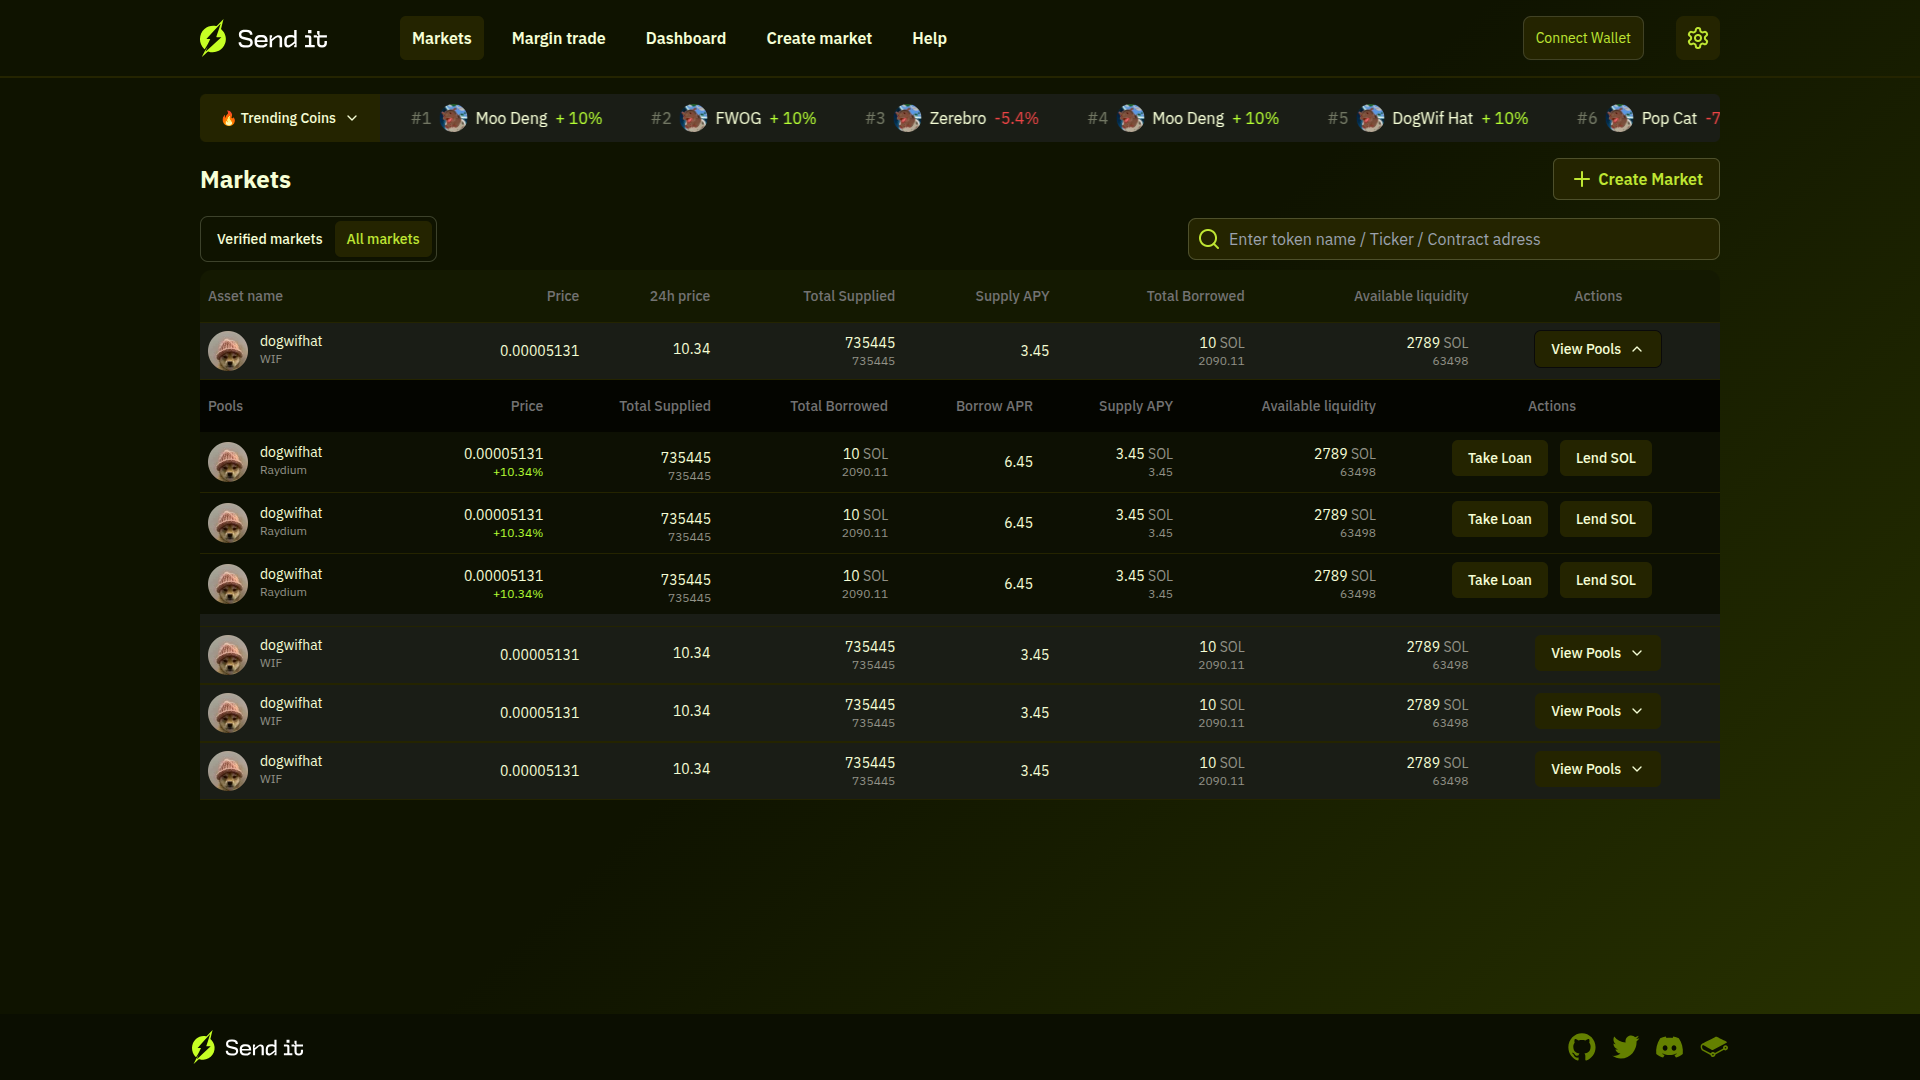 Send it Markets Margin trade Dashboard Create market Help Connect Wallet
🔥 Trending Coins #1 Moo Deng + 10% #2 FWOG + 10% #3 Zerebro -5.4% #4 Moo Deng + 10% #5 DogWif Hat + 10% #6 Pop Cat -7
Markets
Create Market
Verified markets All markets
Enter token name / Ticker / Contract adress
Asset name Price 24h price Total Supplied Supply APY Total Borrowed Available liquidity Actions
dogwifhat 0.00005131 10.34 735445 3.45 10 SOL 2789 SOL View Pools
WIF 735445 2090.11 63498
Pools Price Total Supplied Total Borrowed Borrow APR Supply APY Available liquidity Actions
dogwifhat 0.00005131 735445 10 SOL 6.45 3.45 SOL 2789 SOL Take Loan Lend SOL
Raydium +10.34% 735445 2090.11 3.45 63498
dogwifhat 0.00005131 735445 10 SOL 6.45 3.45 SOL 2789 SOL Take Loan Lend SOL
Raydium +10.34% 735445 2090.11 3.45 63498
dogwifhat 0.00005131 735445 10 SOL 6.45 3.45 SOL 2789 SOL Take Loan Lend SOL
Raydium +10.34% 735445 2090.11 3.45 63498
dogwifhat 0.00005131 10.34 735445 3.45 10 SOL 2789 SOL View Pools
WIF 735445 2090.11 63498
dogwifhat 0.00005131 10.34 735445 3.45 10 SOL 2789 SOL View Pools
WIF 735445 2090.11 63498
dogwifhat 0.00005131 10.34 735445 3.45 10 SOL 2789 SOL View Pools
WIF 735445 2090.11 63498
Send it